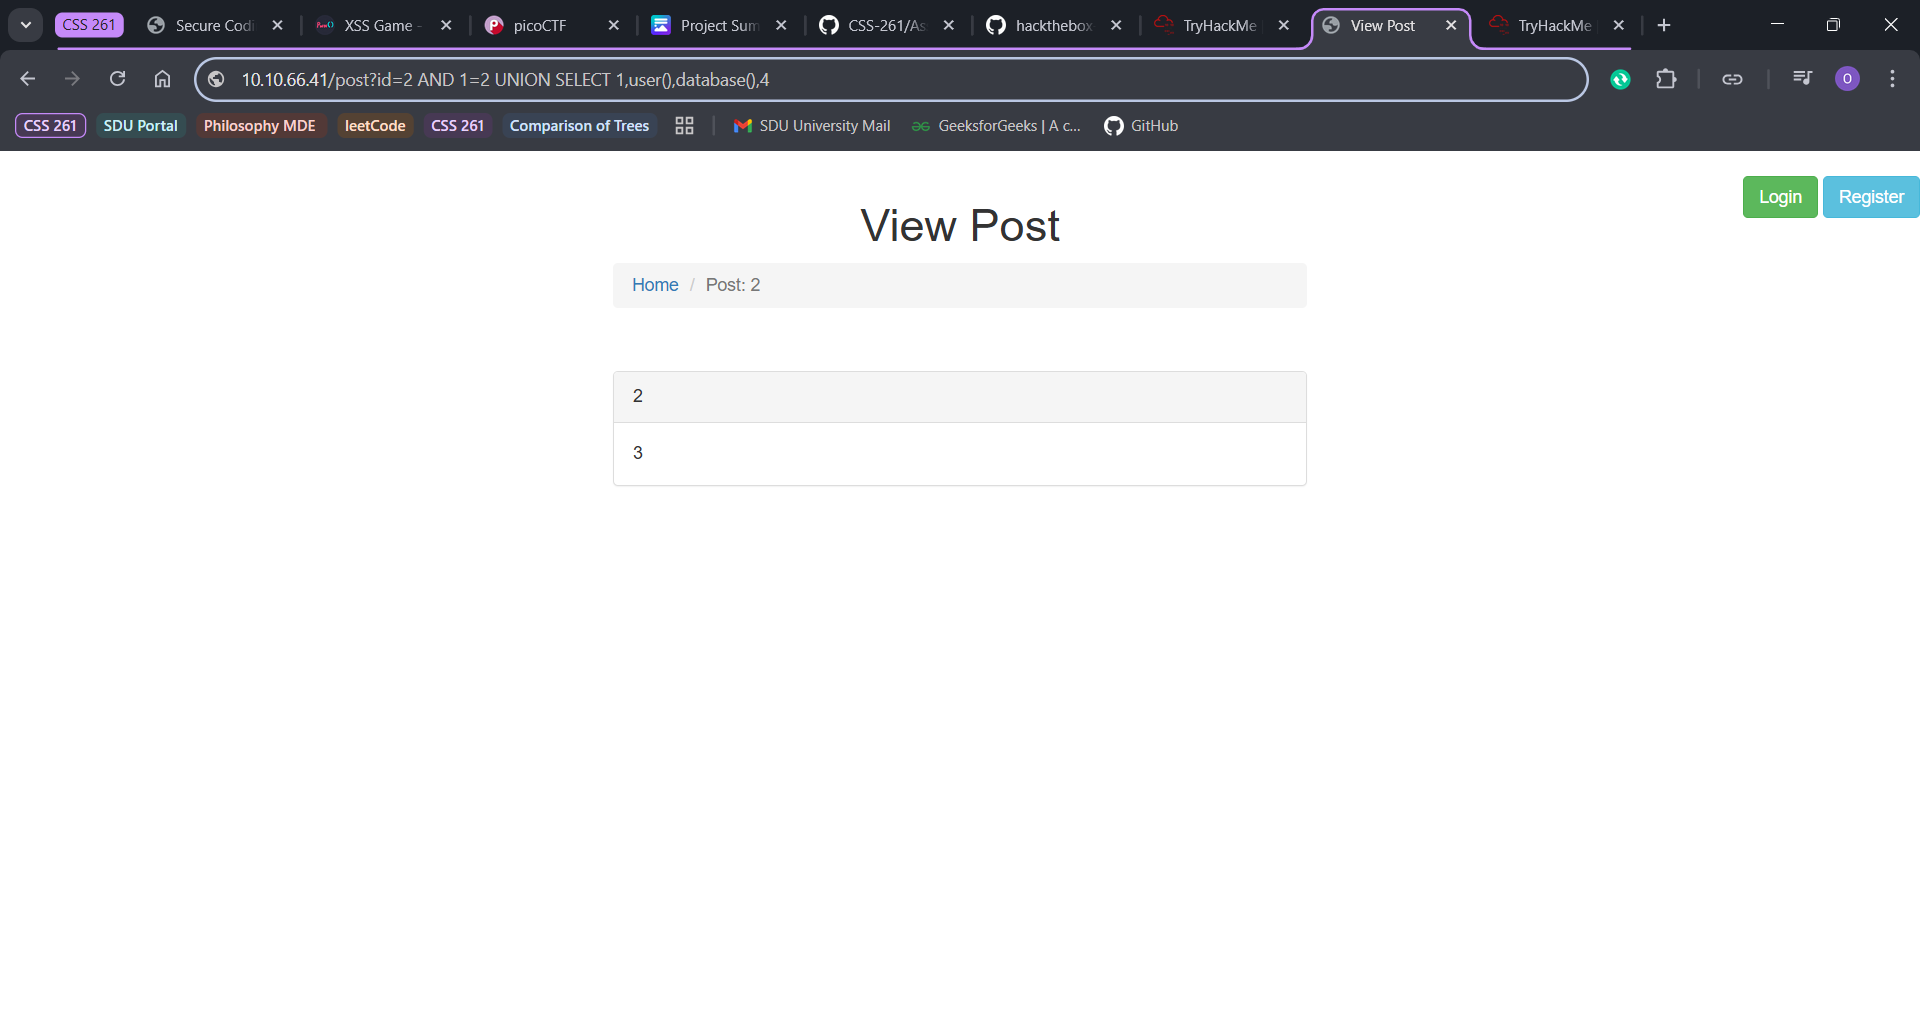 CSS 261 Secure Codi XSS Game - picoCTF Project Sum CSS-261/As hackthebox TryHackMe View Post TryHackMe
10.10.66.41/post?id=2 AND 1=2 UNION SELECT 1,user(),database(),4 O
CSS 261 SDU Portal Philosophy MDE leetCode CSS 261 Comparison of Trees SDU University Mail GeeksforGeeks | A c... GitHub
Login Register
View Post
Home / Post: 2
2
3